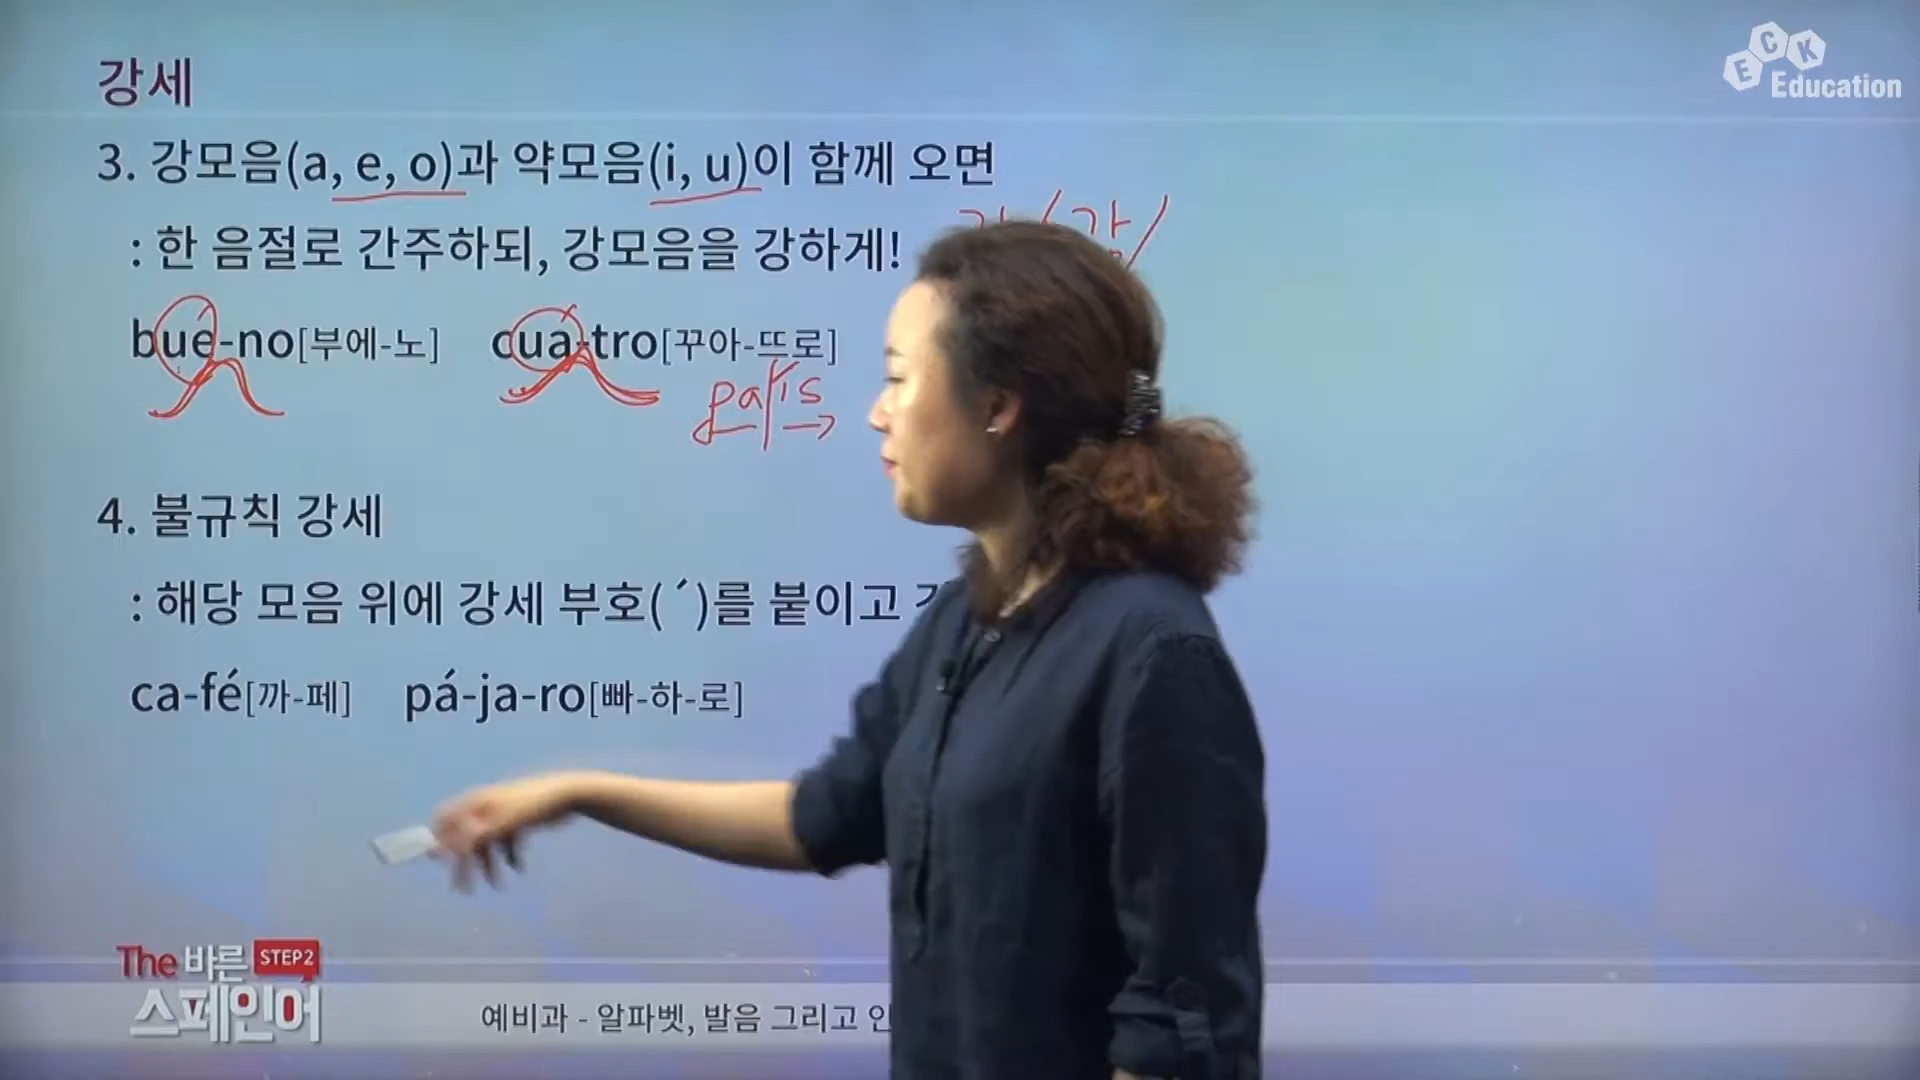 ECK Education
강세
3. 강모음(a, e, o)과 약모음(i, u)이 함께 오면
: 한 음절로 간주하되, 강모음을 강하게!
bue-no[부에-노] cua-tro[꾸아-뜨로]
país
4. 불규칙 강세
: 해당 모음 위에 강세 부호(´)를 붙이고
ca-fé[까-페] pá-ja-ro[빠-하-로]
The 바른 STEP2
스페인어
예비과 - 알파벳, 발음 그리고 인